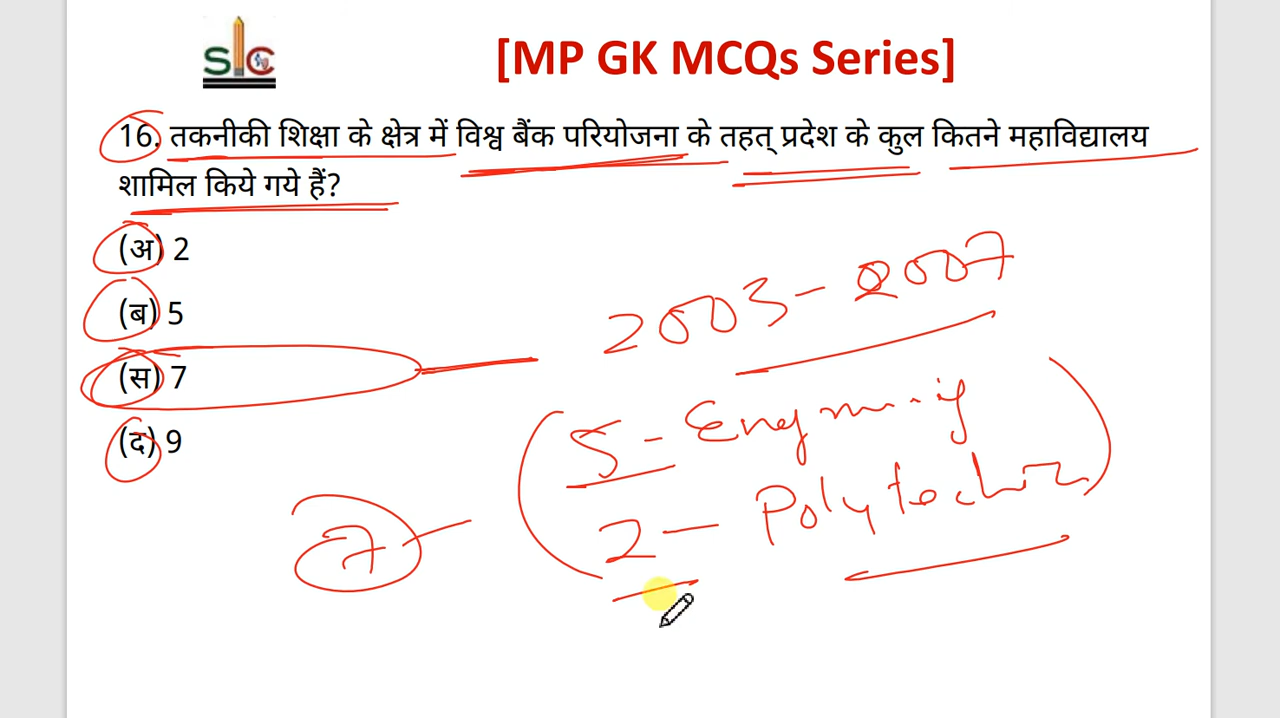 SIC
[MP GK MCQs Series]
16. तकनीकी शिक्षा के क्षेत्र में विश्व बैंक परियोजना के तहत् प्रदेश के कुल कितने महाविद्यालय
शामिल किये गये हैं?
(अ) 2
(ब) 5
(स) 7
(द) 9
2003-2007
5-
2- Polytechnic
7